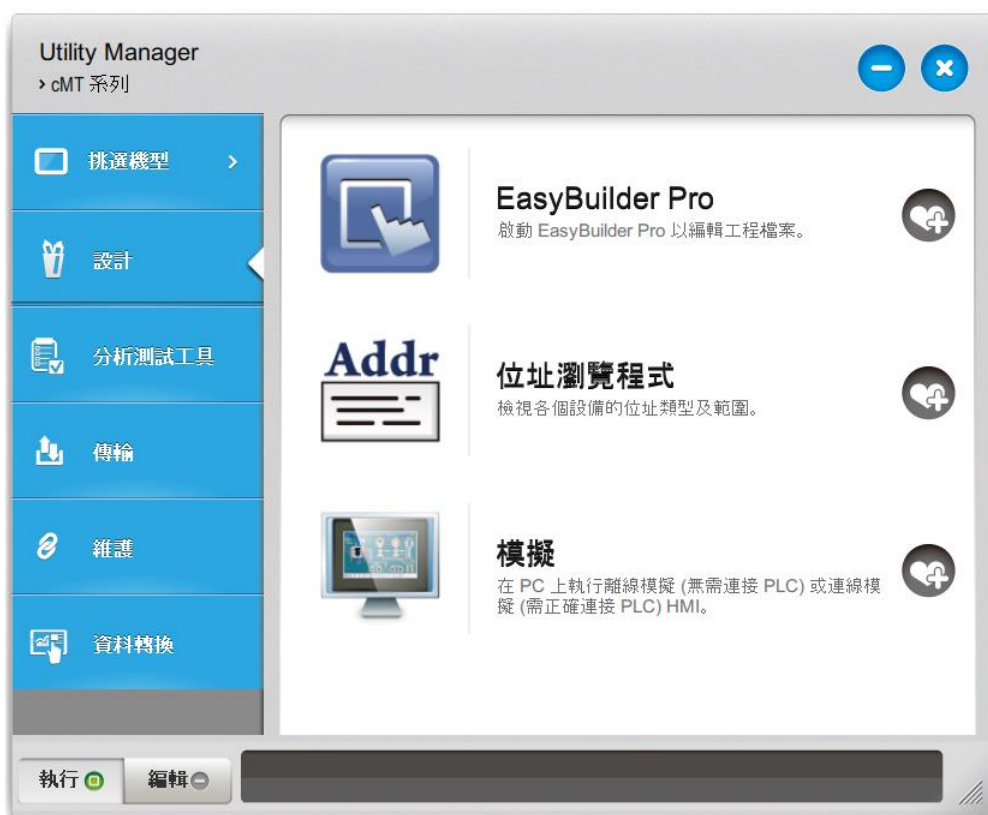 Utility Manager
› cMT 系列
挑選機型
設計
分析測試工具
傳輸
維護
資料轉換
EasyBuilder Pro
啟動 EasyBuilder Pro 以編輯工程檔案。
Addr
位址瀏覽程式
檢視各個設備的位址類型及範圍。
模擬
在 PC 上執行離線模擬 (無需連接 PLC) 或連線模
擬 (需正確連接 PLC) HMI。
執行
編輯